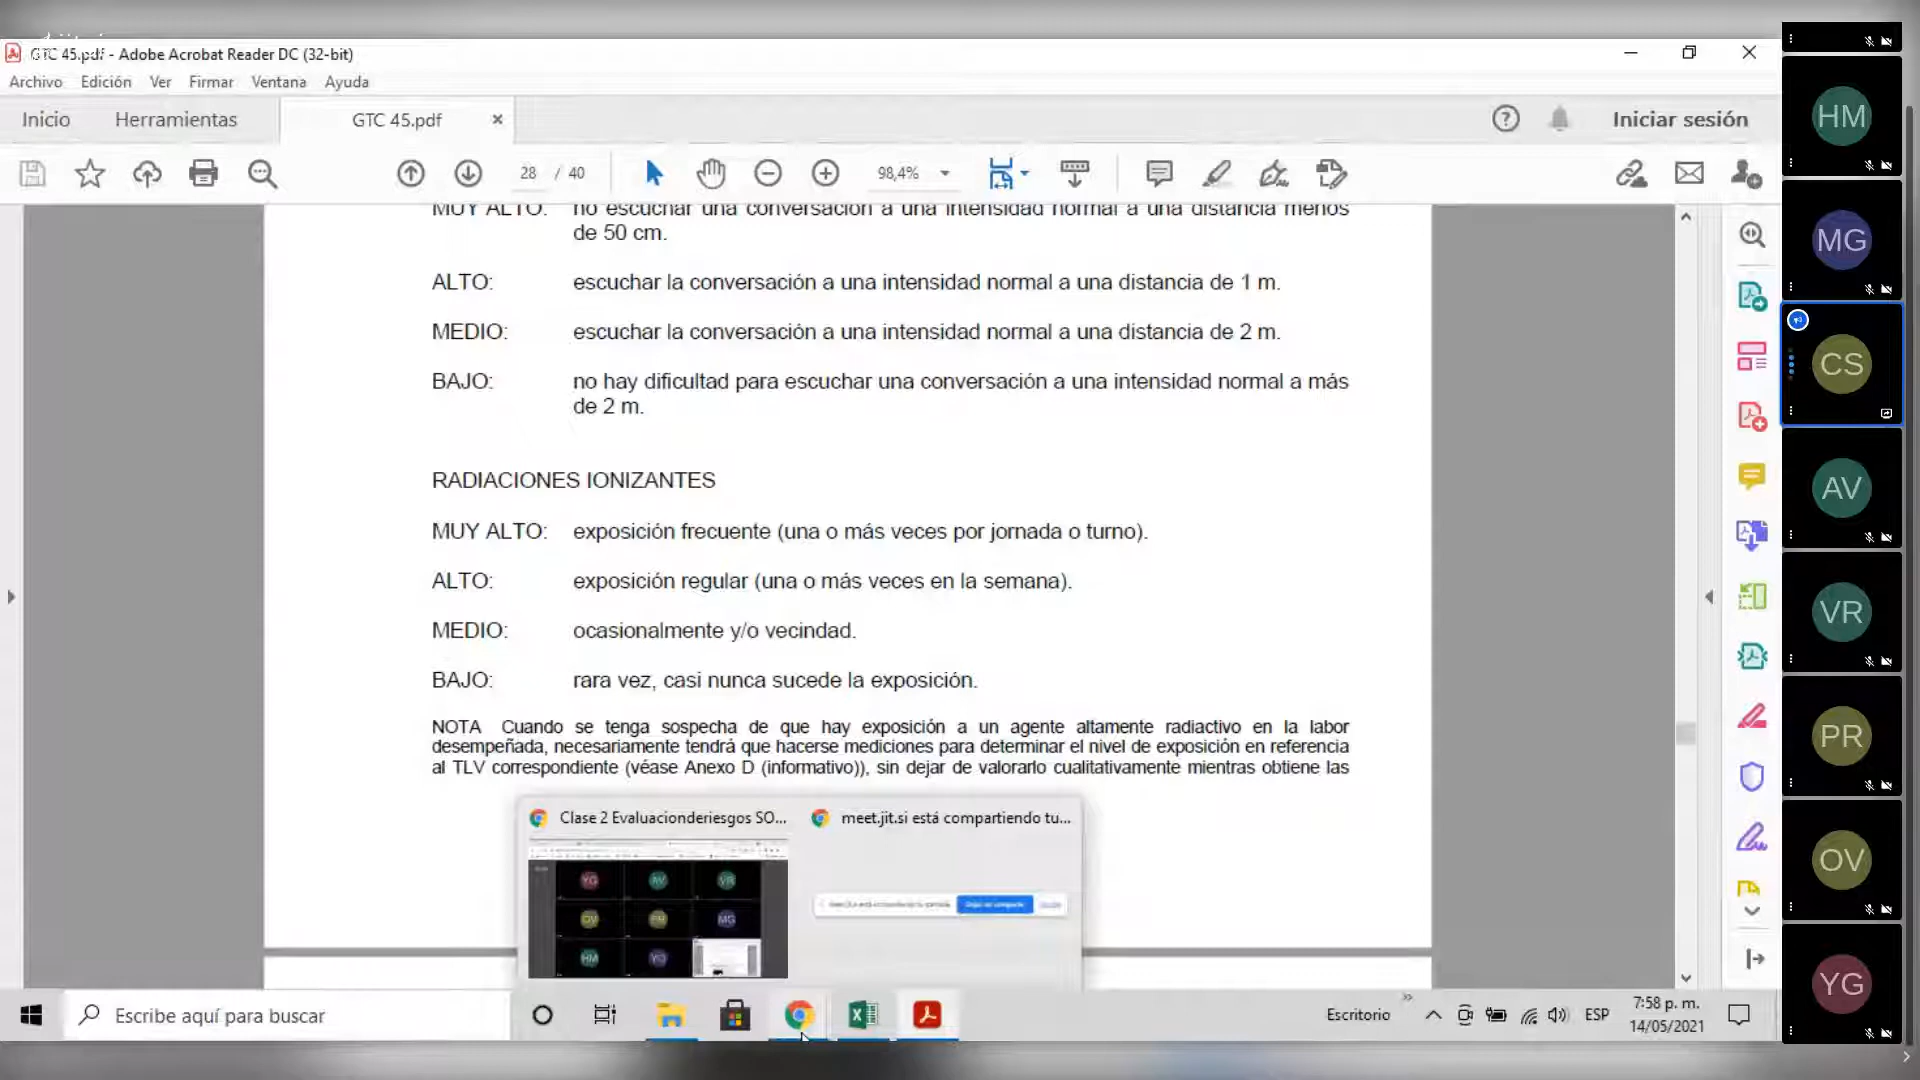 GTC 45.pdf - Adobe Acrobat Reader DC (32-bit)
Archivo Edición Ver Firmar Ventana Ayuda
Inicio Herramientas GTC 45.pdf Iniciar sesión
28 / 40 98,4%
MUY ALTO: no escuchar una conversación a una intensidad normal a una distancia menos
de 50 cm.
ALTO: escuchar la conversación a una intensidad normal a una distancia de 1 m.
MEDIO: escuchar la conversación a una intensidad normal a una distancia de 2 m.
BAJO: no hay dificultad para escuchar una conversación a una intensidad normal a más
de 2 m.
RADIACIONES IONIZANTES
MUY ALTO: exposición frecuente (una o más veces por jornada o turno).
ALTO: exposición regular (una o más veces en la semana).
MEDIO: ocasionalmente y/o vecindad.
BAJO: rara vez, casi nunca sucede la exposición.
NOTA Cuando se tenga sospecha de que hay exposición a un agente altamente radiactivo en la labor
desempeñada, necesariamente tendrá que hacerse mediciones para determinar el nivel de exposición en referencia
al TLV correspondiente (véase Anexo D (informativo)), sin dejar de valorarlo cualitativamente mientras obtiene las
Clase 2 Evaluacionderiesgos SO... meet.jit.si está compartiendo tu...
YG AV VR
OV PR MG
HM YG
Escribe aquí para buscar
Escritorio ESP 7:58 p. m.
14/05/2021
HM
MG
CS
AV
VR
PR
OV
YG